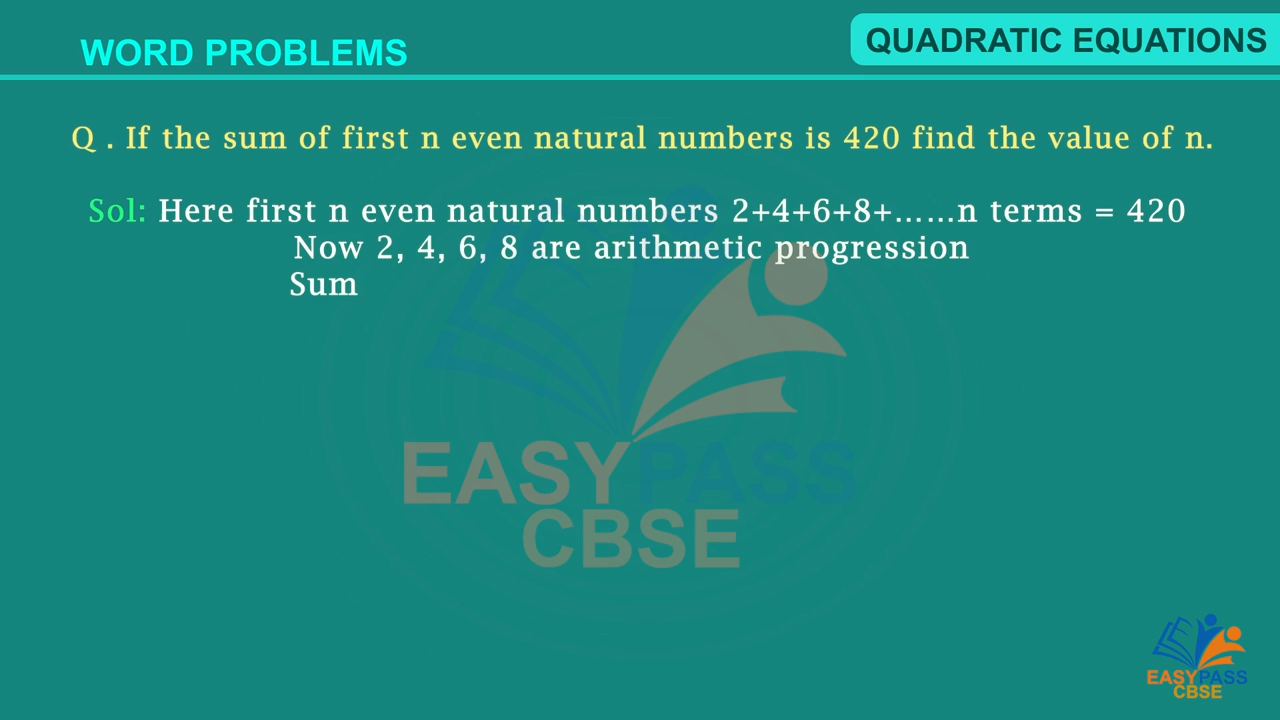 WORD PROBLEMS
QUADRATIC EQUATIONS
Q . If the sum of first n even natural numbers is 420 find the value of n.
Sol: Here first n even natural numbers 2+4+6+8+......n terms = 420
Now 2, 4, 6, 8 are arithmetic progression
Sum
EASYPASS
CBSE
EASYPASS
CBSE